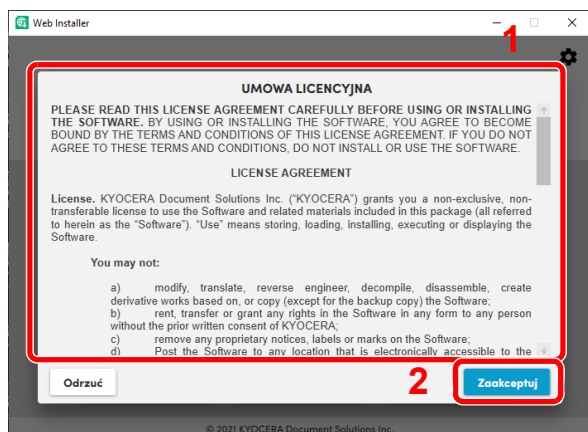 Web Installer
1
UMOWA LICENCYJNA
PLEASE READ THIS LICENSE AGREEMENT CAREFULLY BEFORE USING OR INSTALLING
THE SOFTWARE. BY USING OR INSTALLING THE SOFTWARE, YOU AGREE TO BECOME
BOUND BY THE TERMS AND CONDITIONS OF THIS LICENSE AGREEMENT. IF YOU DO NOT
AGREE TO THESE TERMS AND CONDITIONS, DO NOT INSTALL OR USE THE SOFTWARE.
LICENSE AGREEMENT
License. KYOCERA Document Solutions Inc. (“KYOCERA”) grants you a non-exclusive, non-
transferable license to use the Software and related materials included in this package (all referred
to herein as the “Software”). “Use” means storing, loading, installing, executing or displaying the
Software.
You may not:
a) modify, translate, reverse engineer, decompile, disassemble, create
derivative works based on, or copy (except for the backup copy) the Software;
b) rent, transfer or grant any rights in the Software in any form to any person
without the prior written consent of KYOCERA;
c) remove any proprietary notices, labels or marks on the Software;
d) Post the Software to any location that is electronically accessible to the
Odrzuć
2
Zaakceptuj
© 2021 KYOCERA Document Solutions Inc.